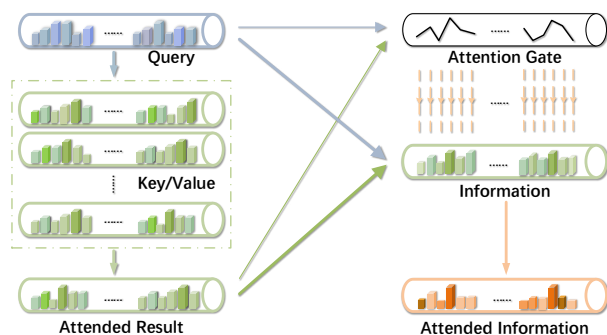 ......
......
Query
Attention Gate
......
......
......
Key/Value
......
Information
......
......
......
Attended Result
Attended Information